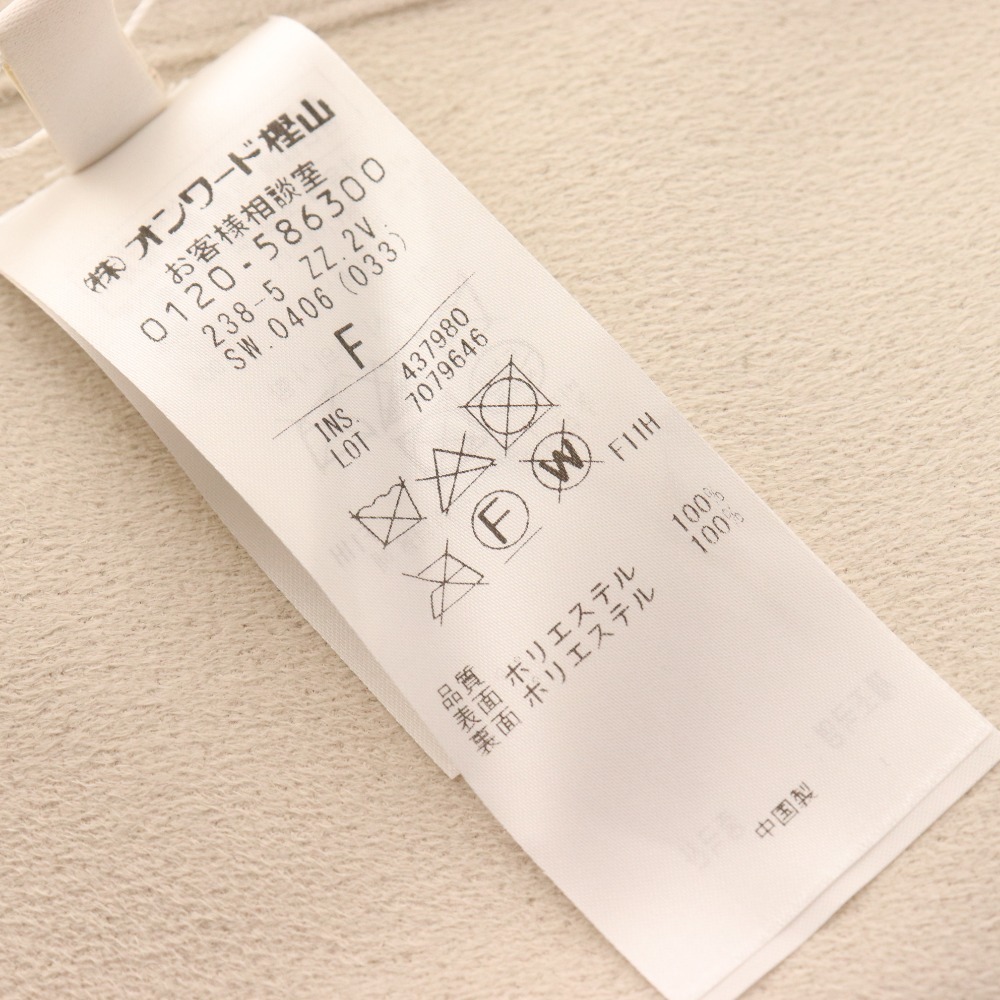 (株)オンワード樫山
お客様相談室
0120-586300
238-5 ZZ.2V
SW.0406 (033)
F
INS. 437980
LOT 7079646
F
W
F11H
品質
表面 ポリエステル 100%
裏面 ポリエステル 100%
中国製